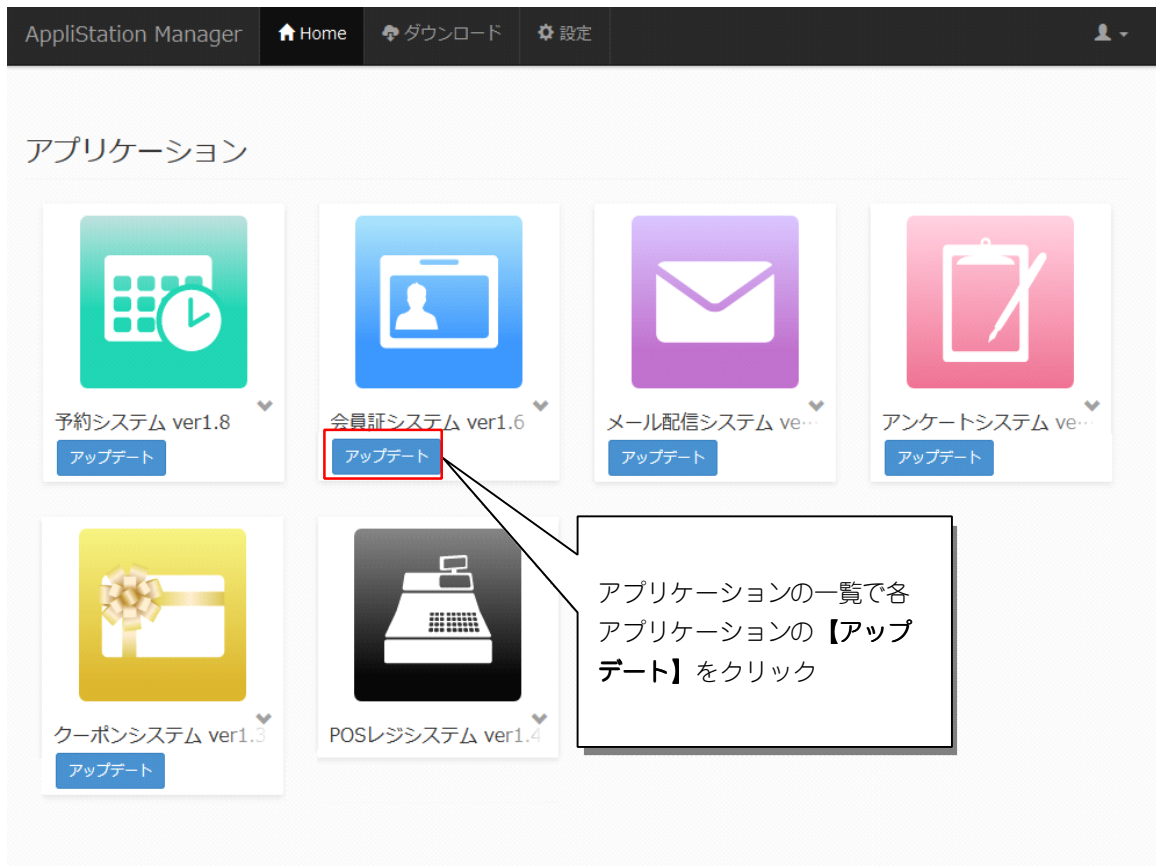 AppliStation Manager Home ダウンロード 設定
アプリケーション
予約システム ver1.8
アップデート
会員証システム ver1.6
アップデート
メール配信システム ve…
アップデート
アンケートシステム ve…
アップデート
クーポンシステム ver1.3
アップデート
POSレジシステム ver1.4
アプリケーションの一覧で各
アプリケーションの【アップ
デート】をクリック